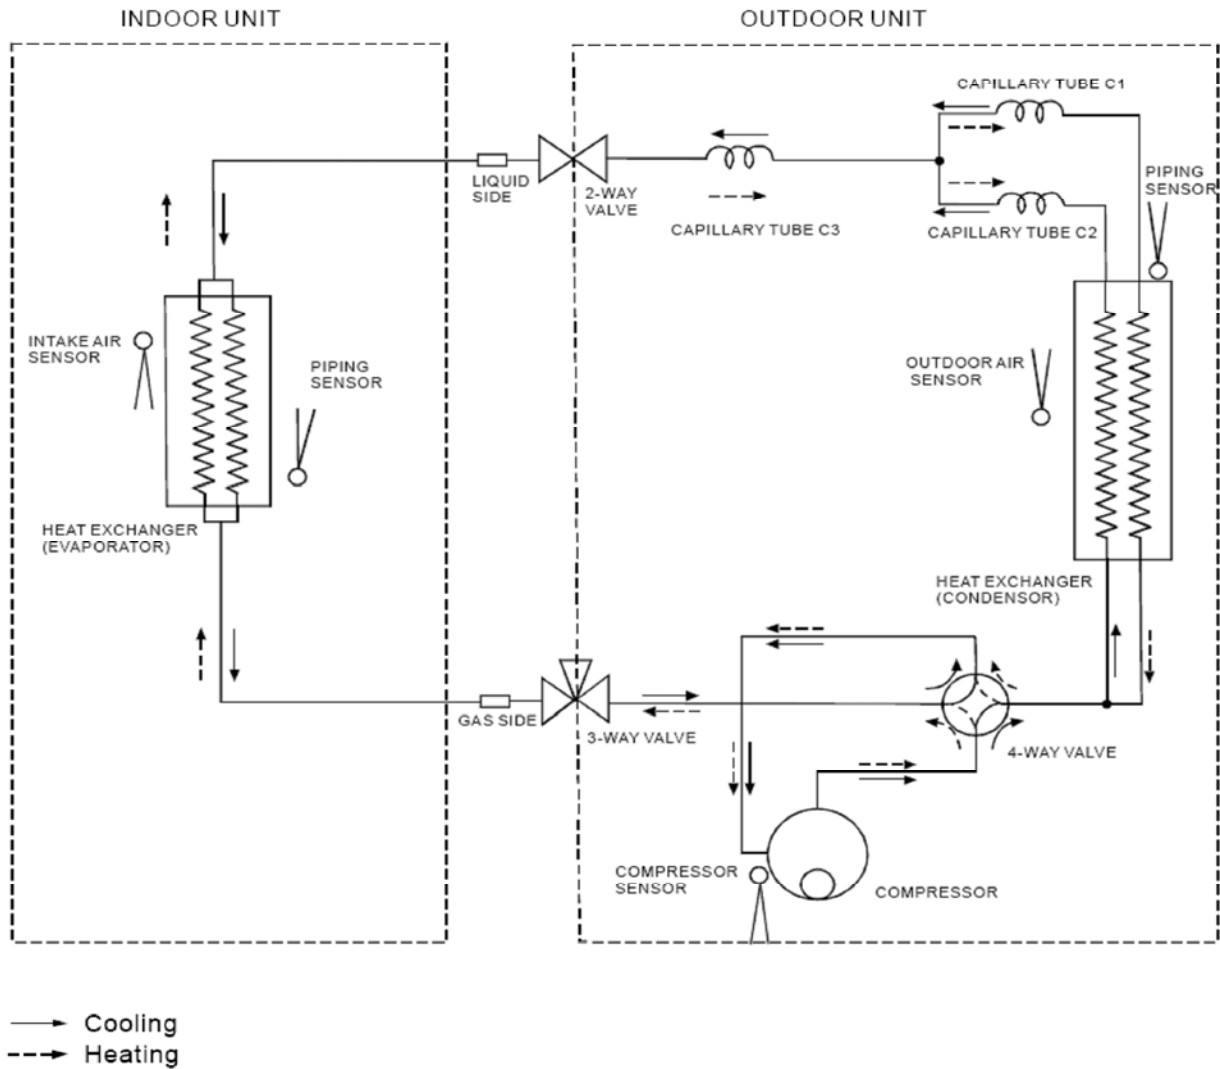 INDOOR UNIT
OUTDOOR UNIT
CAPILLARY TUBE C1
PIPING
SENSOR
LIQUID
SIDE
2-WAY
VALVE
CAPILLARY TUBE C3
CAPILLARY TUBE C2
INTAKE AIR
SENSOR
PIPING
SENSOR
OUTDOOR AIR
SENSOR
HEAT EXCHANGER
(EVAPORATOR)
HEAT EXCHANGER
(CONDENSOR)
GAS SIDE
3-WAY VALVE
4-WAY VALVE
COMPRESSOR
SENSOR
COMPRESSOR
Cooling
Heating